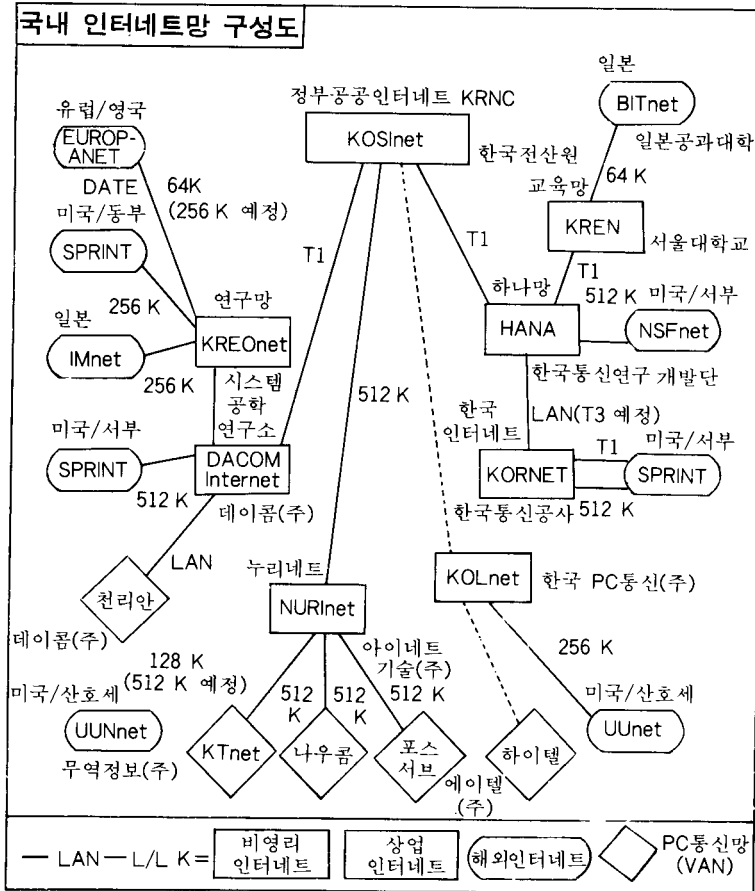 국내 인터네트망 구성도
일본
BITnet
일본공과대학
정부공공인터네트 KRNC
KOSInet
한국전산원
유럽/영국
EUROP-
ANET
DATE
64K
(256 K 예정)
미국/동부
SPRINT
256 K
일본
IMnet
256 K
연구망
KREOnet
시스템
공학
연구소
미국/서부
SPRINT
512 K
DACOM
Internet
데이콤(주)
LAN
천리안
데이콤(주)
T1
512 K
T1
교육망
64 K
KREN
서울대학교
T1
하나망
HANA
512 K
미국/서부
NSFnet
한국통신연구 개발단
LAN(T3 예정)
한국
인터네트
KORNET
한국통신공사
T1
512 K
미국/서부
SPRINT
누리네트
NURInet
아이네트
기술(주)
KOLnet
한국 PC통신(주)
256 K
128 K
(512 K 예정)
512
K
512
K
512 K
미국/산호세
UUNnet
무역정보(주)
KTnet
나우콤
포스
서브
에이텔
(주)
하이텔
미국/산호세
UUnet
LAN
L/L K=
비영리
인터네트
상업
인터네트
해외인터네트
PC통신망
(VAN)